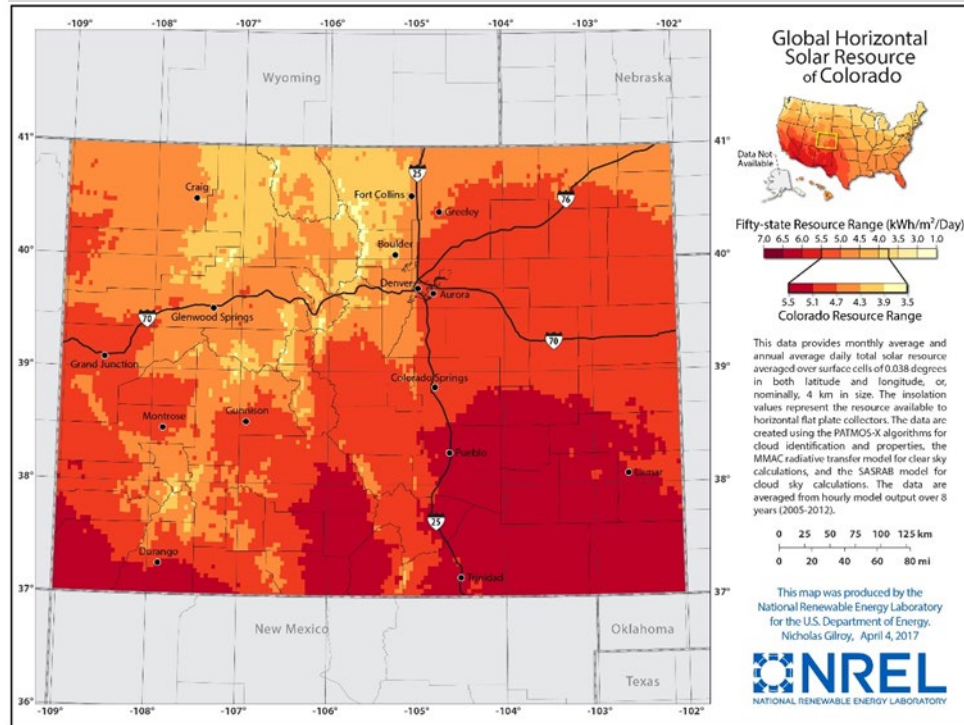 -109° -108° -107° -106° -105° -104° -103° -102°
Wyoming
Nebraska
41°
41°
25
Craig
Fort Collins
76
Greeley
Boulder
40°
40°
Denver
Aurora
70
Glenwood Springs
70
39°
Grand Junction
39°
Colorado Springs
Montrose
Gunnison
Pueblo
38°
Lamar
38°
25
Durango
Trinidad
37°
37°
New Mexico
Oklahoma
Texas
36°
36°
-109° -108° -107° -106° -105° -104° -103° -102°
Global Horizontal
Solar Resource
of Colorado
Data Not
Available
Fifty-state Resource Range (kWh/m²/Day)
7.0 6.5 6.0 5.5 5.0 4.5 4.0 3.5 3.0 1.0
5.5 5.1 4.7 4.3 3.9 3.5
Colorado Resource Range
This data provides monthly average and
annual average daily total solar resource
averaged over surface cells of 0.038 degrees
in both latitude and longitude, or,
nominally, 4 km in size. The insolation
values represent the resource available to
horizontal flat plate collectors. The data are
created using the PATMOS-X algorithms for
cloud identification and properties, the
MMAC radiative transfer model for clear sky
calculations, and the SASRAB model for
cloud sky calculations. The data are
averaged from hourly model output over 8
years (2005-2012).
0 25 50 75 100 125 km
0 20 40 60 80 mi
This map was produced by the
National Renewable Energy Laboratory
for the U.S. Department of Energy.
Nicholas Gilroy, April 4, 2017
NREL
NATIONAL RENEWABLE ENERGY LABORATORY